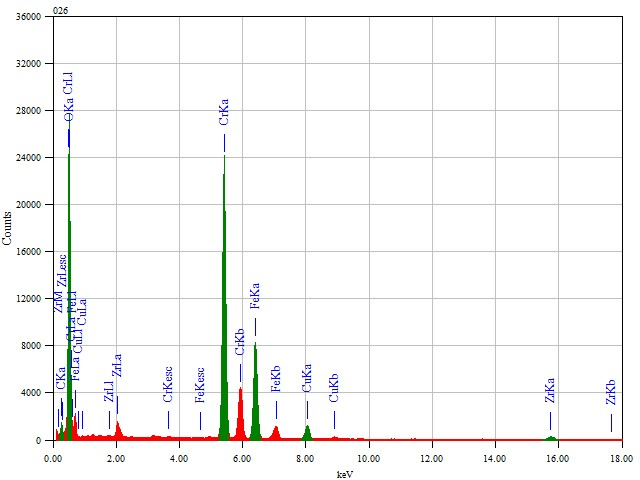 026
36000
32000
28000
24000
20000
16000
12000
8000
4000
0
Counts
0.00 2.00 4.00 6.00 8.00 10.00 12.00 14.00 16.00 18.00
keV
CKa
ZrM ZrLesc
OKa CrLl
CrLa FeLl
FeLa CuLl CuLa
ZrLl
ZrLa
CrKesc
FeKesc
CrKa
CrKb
FeKa
FeKb
CuKa
CuKb
ZrKa
ZrKb